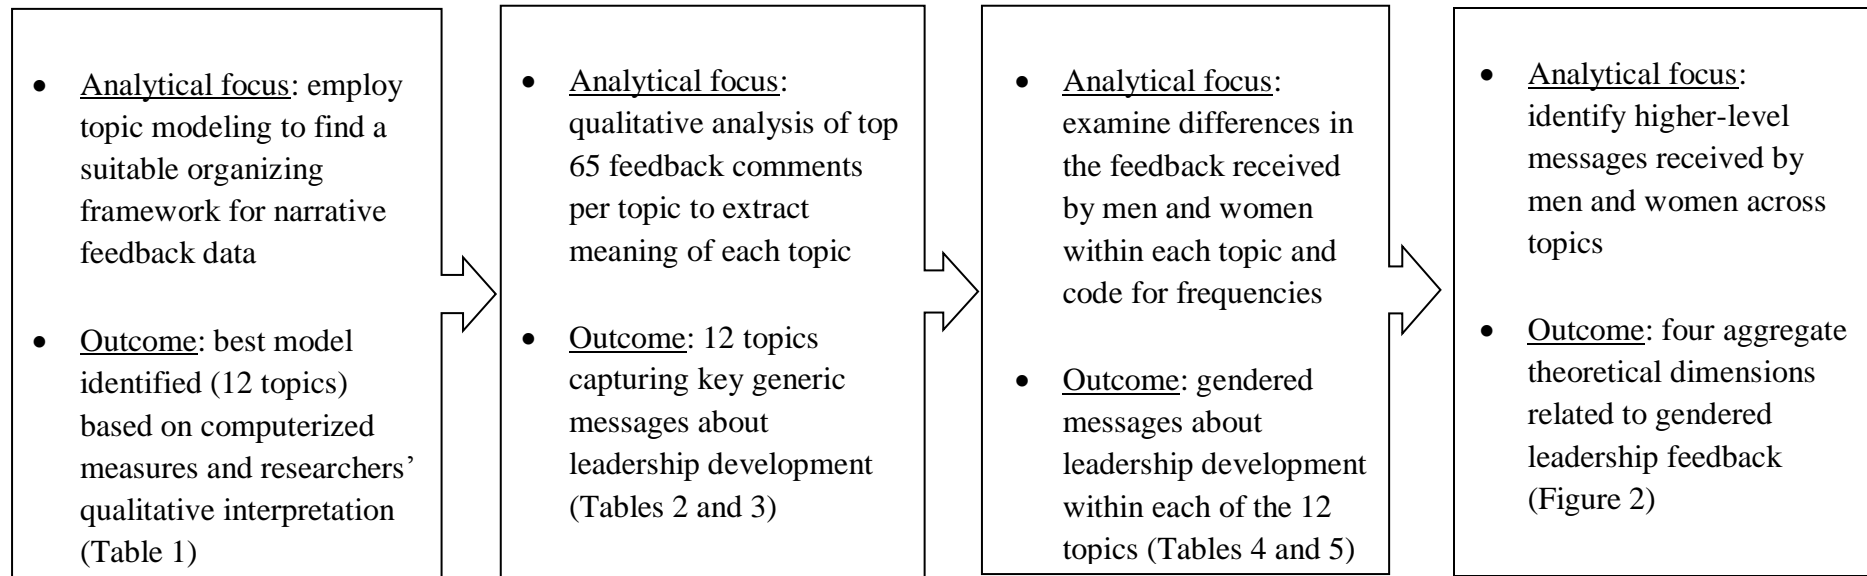 • Analytical focus: employ
topic modeling to find a
suitable organizing
framework for narrative
feedback data
• Outcome: best model
identified (12 topics)
based on computerized
measures and researchers’
qualitative interpretation
(Table 1)
• Analytical focus:
qualitative analysis of top
65 feedback comments
per topic to extract
meaning of each topic
• Outcome: 12 topics
capturing key generic
messages about
leadership development
(Tables 2 and 3)
• Analytical focus:
examine differences in
the feedback received
by men and women
within each topic and
code for frequencies
• Outcome: gendered
messages about
leadership development
within each of the 12
topics (Tables 4 and 5)
• Analytical focus:
identify higher-level
messages received by
men and women across
topics
• Outcome: four aggregate
theoretical dimensions
related to gendered
leadership feedback
(Figure 2)